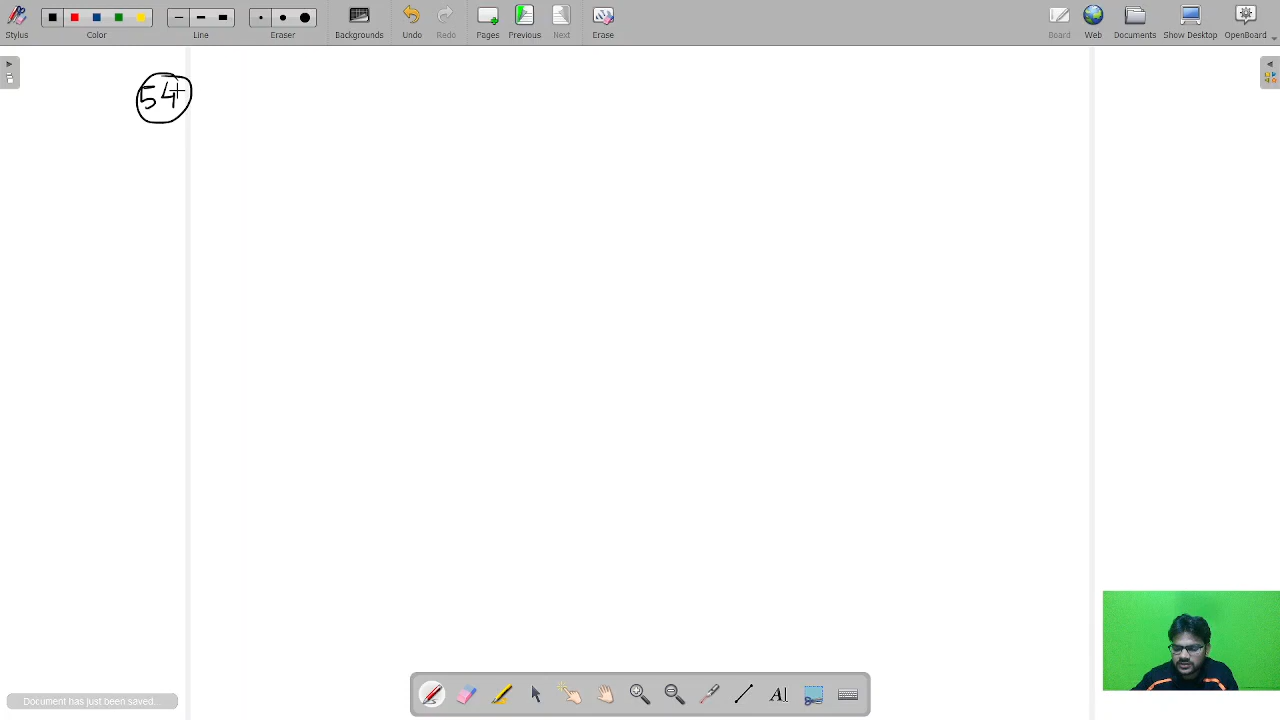 Stylus Color Line Eraser Backgrounds Undo Redo Pages Previous Next Erase Board Web Documents Show Desktop OpenBoard
54
AI
Document has just been saved.